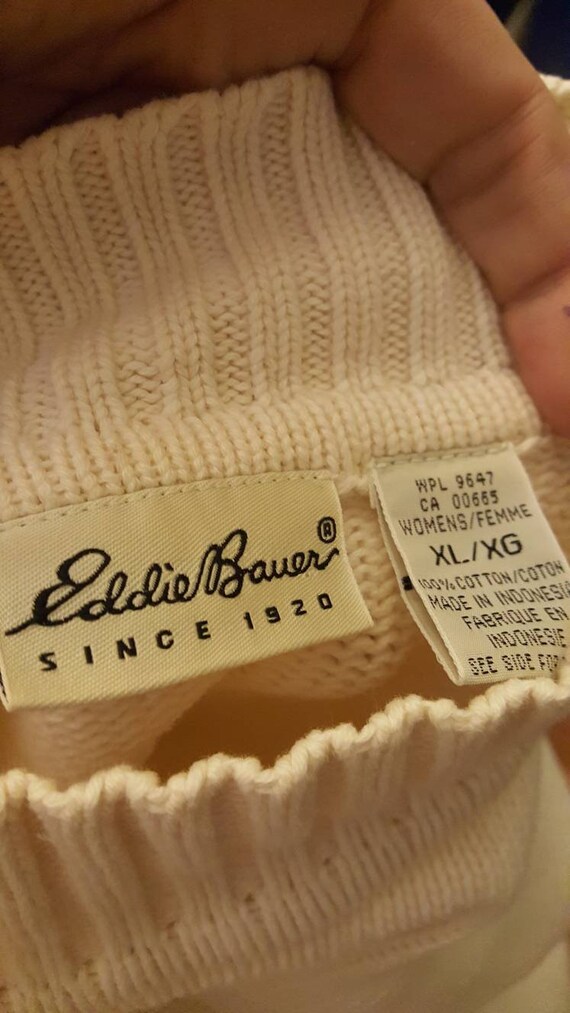 Eddie Bauer®
SINCE 1920
WPL 9647
CA 00665
WOMENS/FEMME
XL/XG
100% COTTON/COTON
MADE IN INDONESIA
FABRIQUE EN
INDONESIE
SEE SIDE FOR